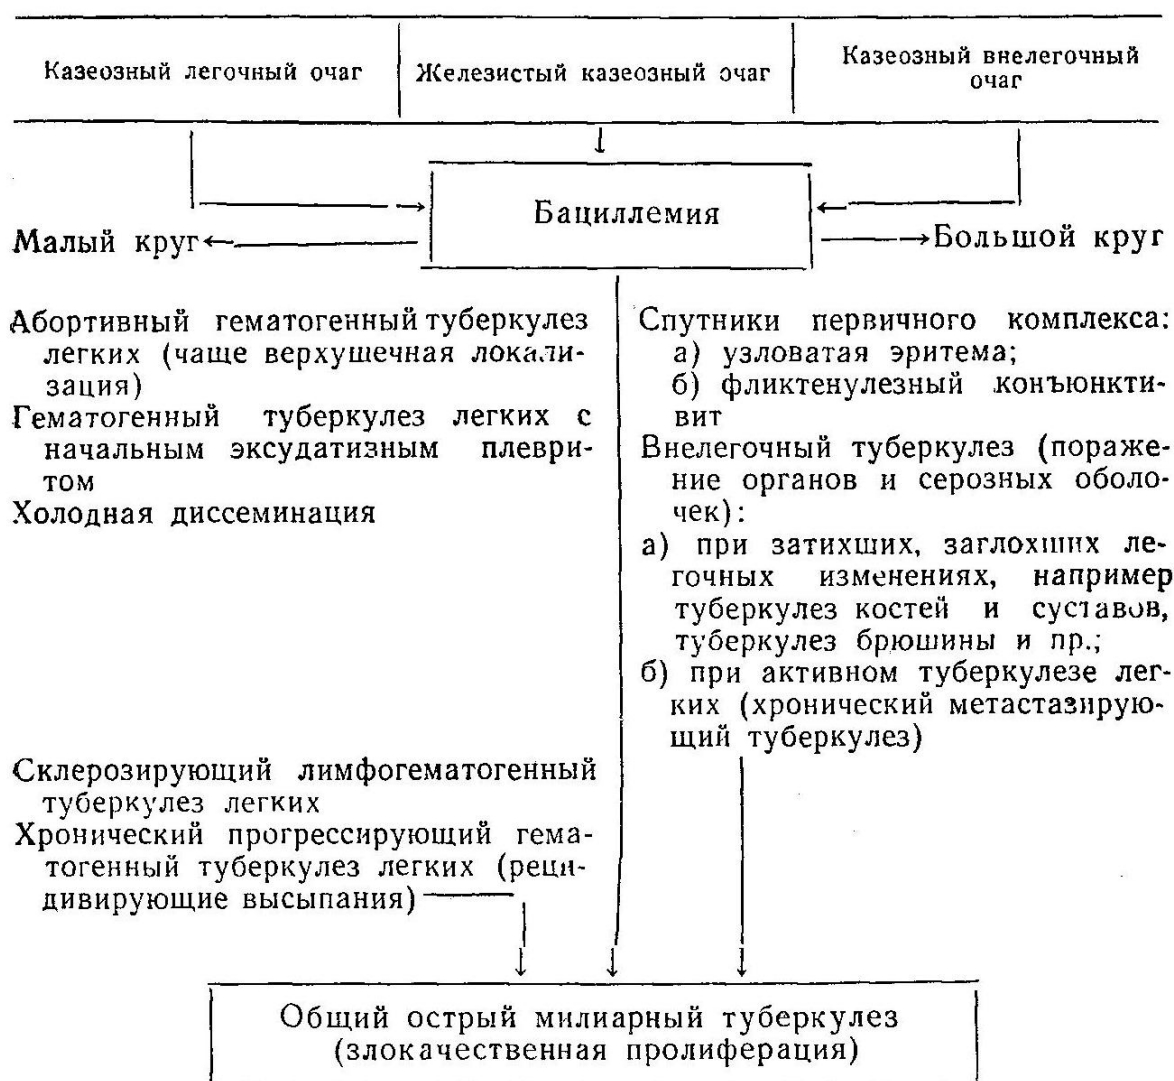 Казеозный легочный очаг
Железистый казеозный очаг
Казеозный внелегочный
очаг
Бациллемия
Малый круг
Большой круг
Абортивный гематогенный туберкулез
легких (чаще верхушечная локали-
зация)
Гематогенный туберкулез легких с
начальным эксудатизным плеври-
том
Холодная диссеминация
Склерозирующий лимфогематогенный
туберкулез легких
Хронический прогрессирующий гема-
тогенный туберкулез легких (реци-
дивирующие высыпания)
Спутники первичного комплекса:
а) узловатая эритема;
б) фликтенулезный конъюнкти-
вит
Внелегочный туберкулез (пораже-
ние органов и серозных оболо-
чек):
а) при затихших, заглохших ле-
гочных изменениях, например
туберкулез костей и суставов,
туберкулез брюшины и пр.;
б) при активном туберкулезе лег-
ких (хронический метастазирую-
щий туберкулез)
Общий острый милиарный туберкулез
(злокачественная пролиферация)